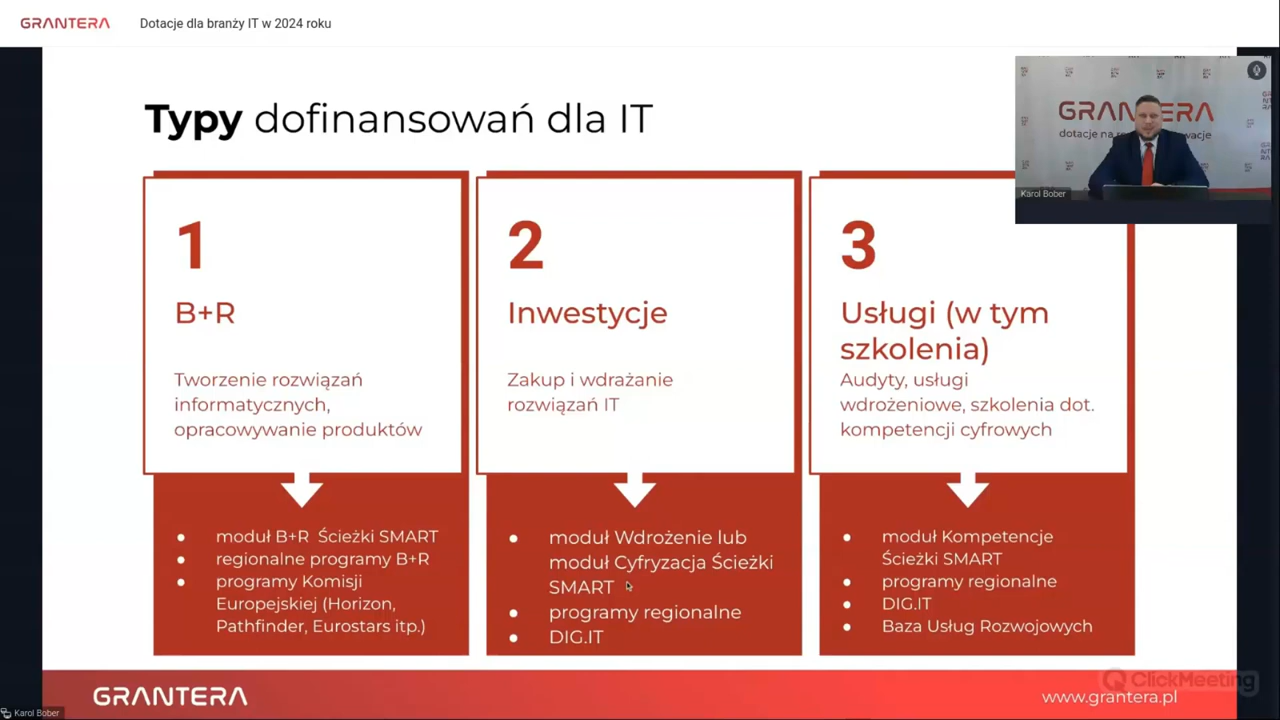 GRANTERA
Dotacje dla branży IT w 2024 roku
Typy dofinansowań dla IT
GRANTERA
Karol Bober
1
B+R
Tworzenie rozwiązań
informatycznych,
opracowywanie produktów
moduł B+R Ścieżki SMART
regionalne programy B+R
programy Komisji
Europejskiej (Horizon,
Pathfinder, Eurostars itp.)
2
Inwestycje
Zakup i wdrażanie
rozwiązań IT
moduł Wdrożenie lub
moduł Cyfryzacja Ścieżki
SMART
programy regionalne
DIG.IT
3
Usługi (w tym
szkolenia)
Audyty, usługi
wdrożeniowe, szkolenia dot.
kompetencji cyfrowych
moduł Kompetencje
Ścieżki SMART
programy regionalne
DIG.IT
Baza Usług Rozwojowych
GRANTERA
ClickMeeting
www.grantera.pl
Karol Bober